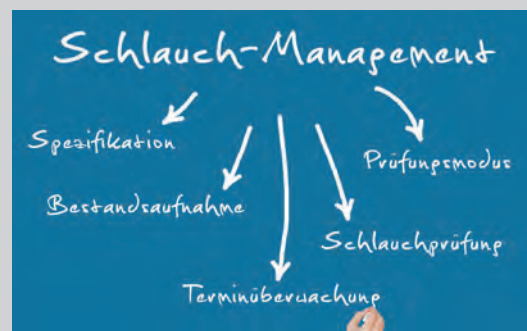 Schlauch-Management
Spezifikation
Prüfungsmodus
Bestandsaufnahme
Schlauchprüfung
Terminüberwachung